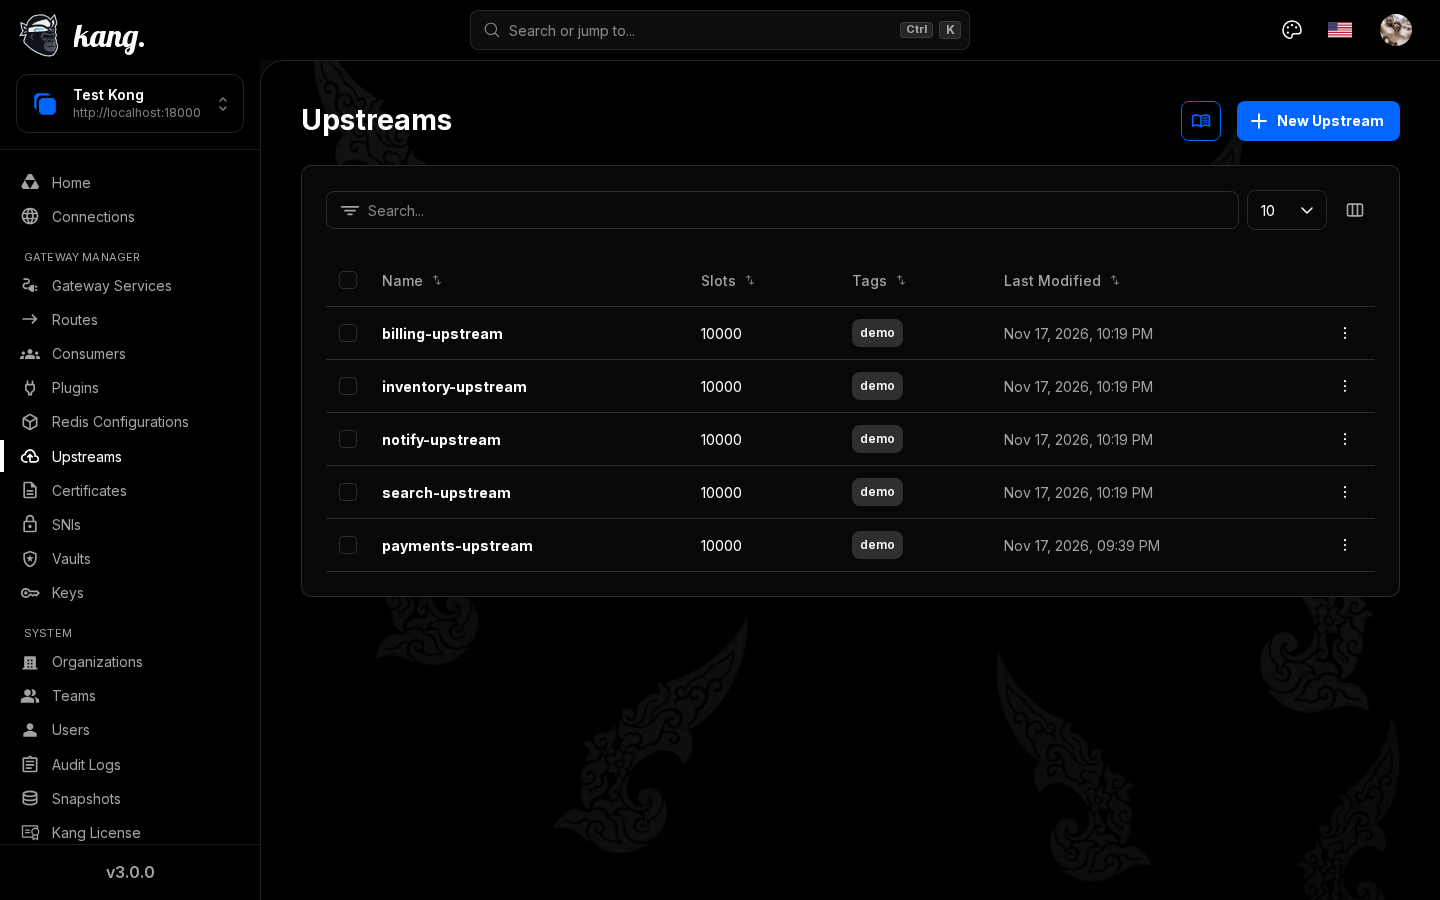 kang.
Search or jump to...
Ctrl K
Test Kong
http://localhost:18000
Home
Connections
GATEWAY MANAGER
Gateway Services
Routes
Consumers
Plugins
Redis Configurations
Upstreams
Certificates
SNIs
Vaults
Keys
SYSTEM
Organizations
Teams
Users
Audit Logs
Snapshots
Kang License
v3.0.0
Upstreams
New Upstream
Search...
10
Name Slots Tags Last Modified
billing-upstream 10000 demo Nov 17, 2026, 10:19 PM
inventory-upstream 10000 demo Nov 17, 2026, 10:19 PM
notify-upstream 10000 demo Nov 17, 2026, 10:19 PM
search-upstream 10000 demo Nov 17, 2026, 10:19 PM
payments-upstream 10000 demo Nov 17, 2026, 09:39 PM